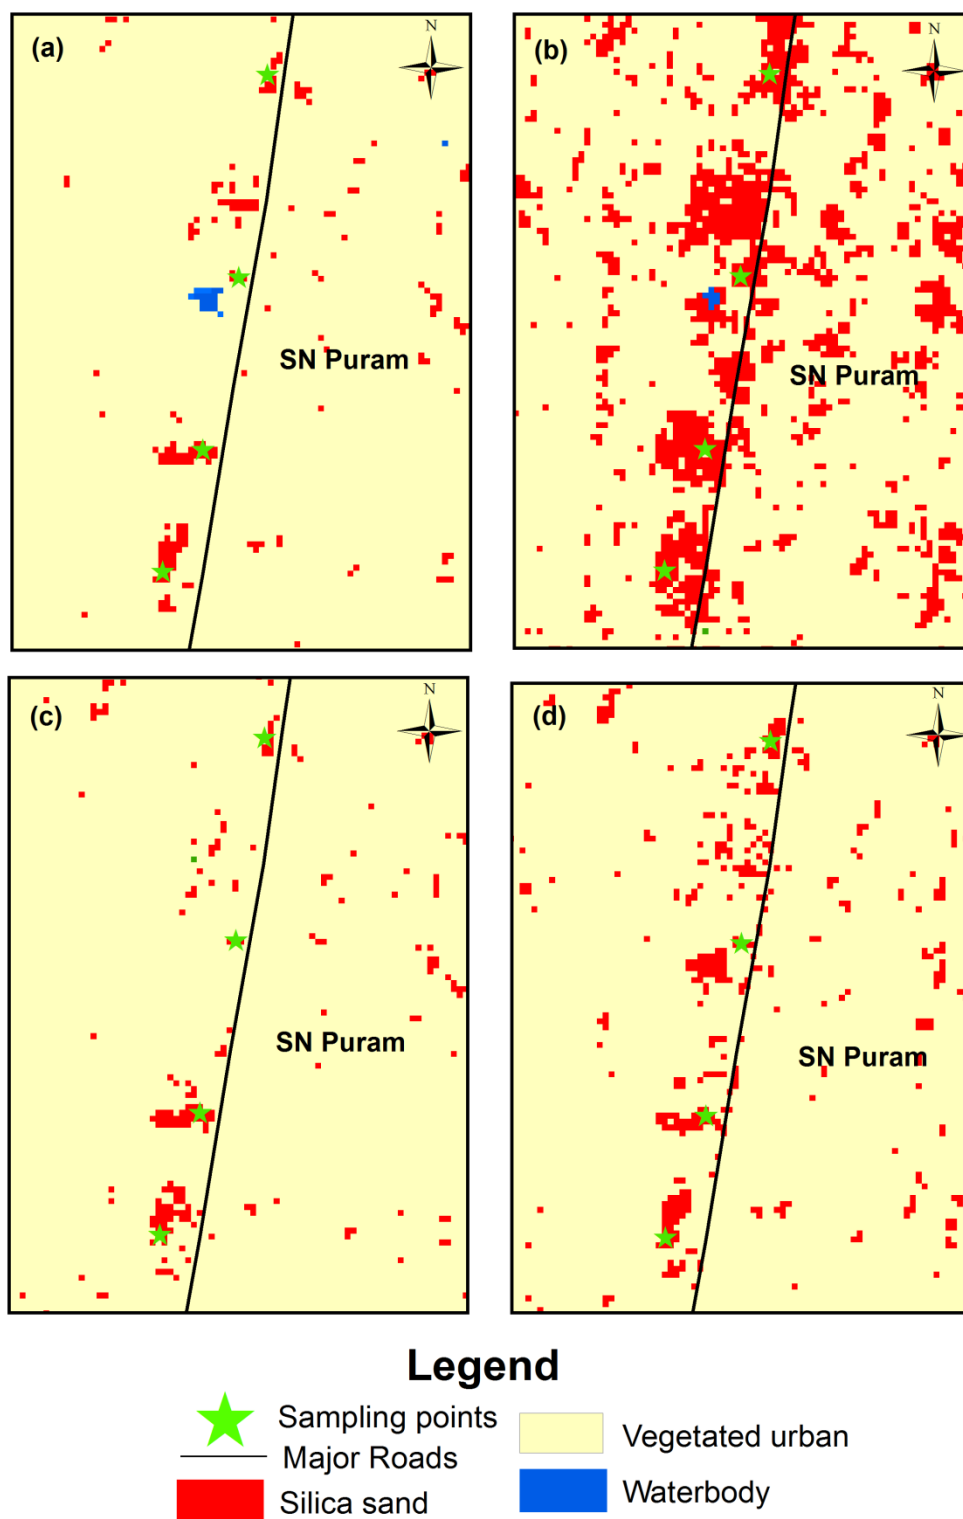 (a)
N
SN Puram
(b)
N
SN Puram
(c)
N
SN Puram
(d)
N
SN Puram
Legend
Sampling points
Major Roads
Silica sand
Vegetated urban
Waterbody